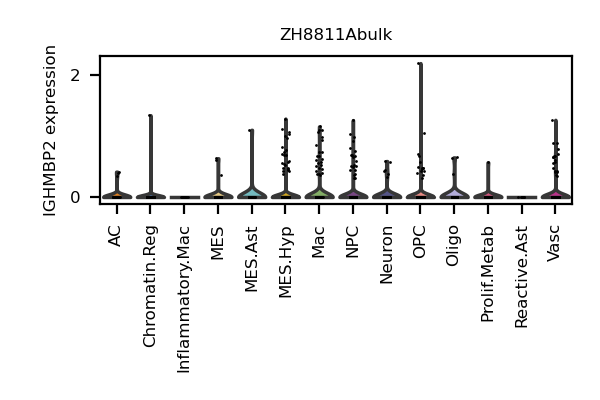 ZH8811Abulk
IGHMBP2 expression
2
0
AC
Chromatin.Reg
Inflammatory.Mac
MES
MES.Ast
MES.Hyp
Mac
NPC
Neuron
OPC
Oligo
Prolif.Metab
Reactive.Ast
Vasc